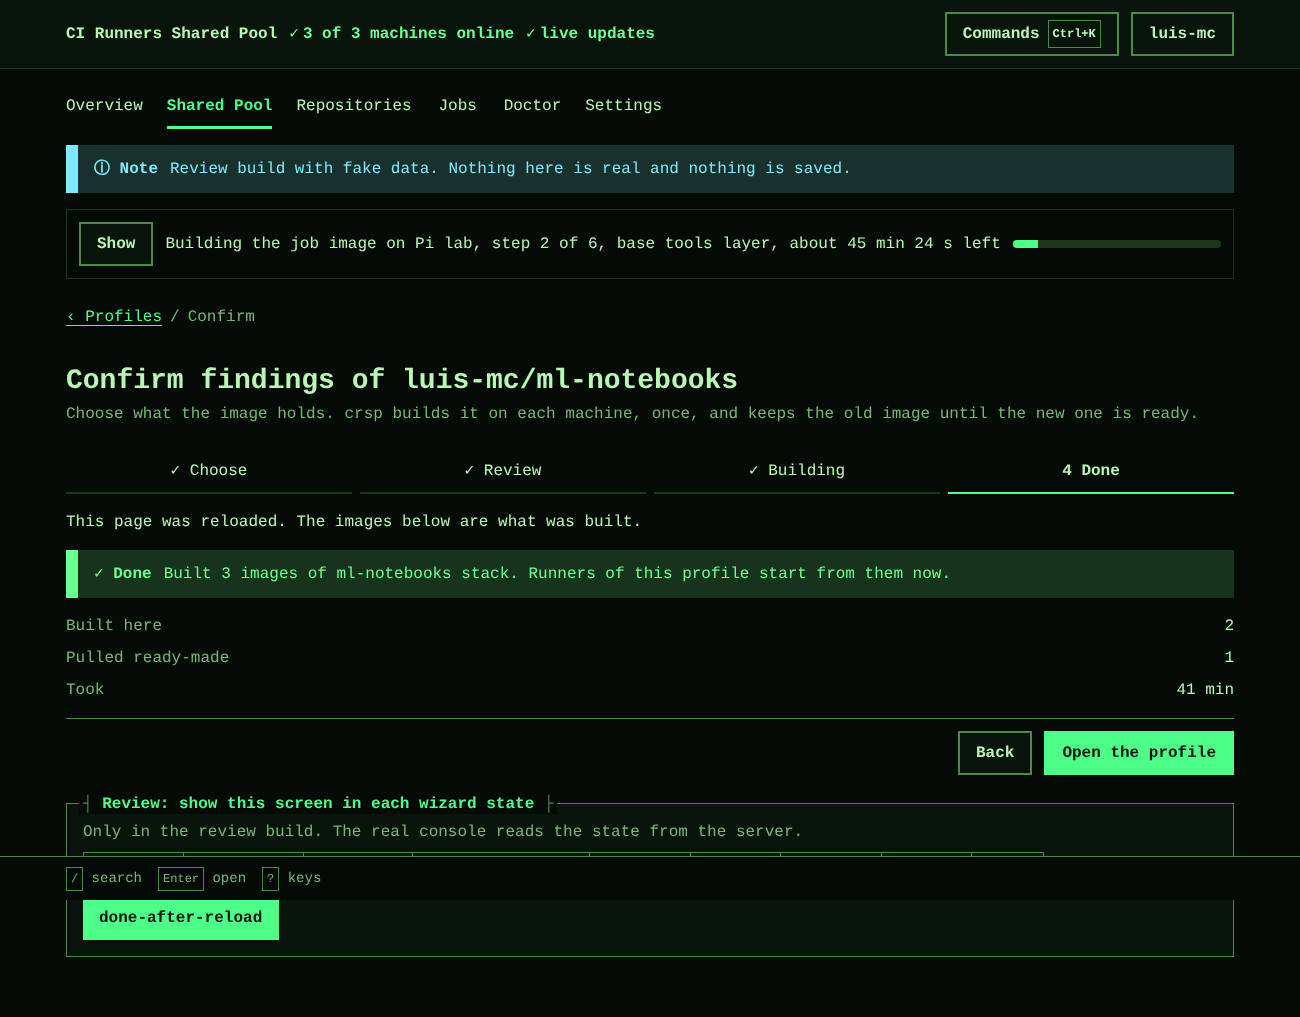 CI Runners Shared Pool ✓ 3 of 3 machines online ✓ live updates Commands Ctrl+K luis-mc
Overview Shared Pool Repositories Jobs Doctor Settings
ⓘ Note Review build with fake data. Nothing here is real and nothing is saved.
Show Building the job image on Pi lab, step 2 of 6, base tools layer, about 45 min 24 s left
‹ Profiles / Confirm
Confirm findings of luis-mc/ml-notebooks
Choose what the image holds. crsp builds it on each machine, once, and keeps the old image until the new one is ready.
✓ Choose ✓ Review ✓ Building 4 Done
This page was reloaded. The images below are what was built.
✓ Done Built 3 images of ml-notebooks stack. Runners of this profile start from them now.
Built here 2
Pulled ready-made 1
Took 41 min
Back Open the profile
Review: show this screen in each wizard state
Only in the review build. The real console reads the state from the server.
/ search Enter open ? keys
done-after-reload